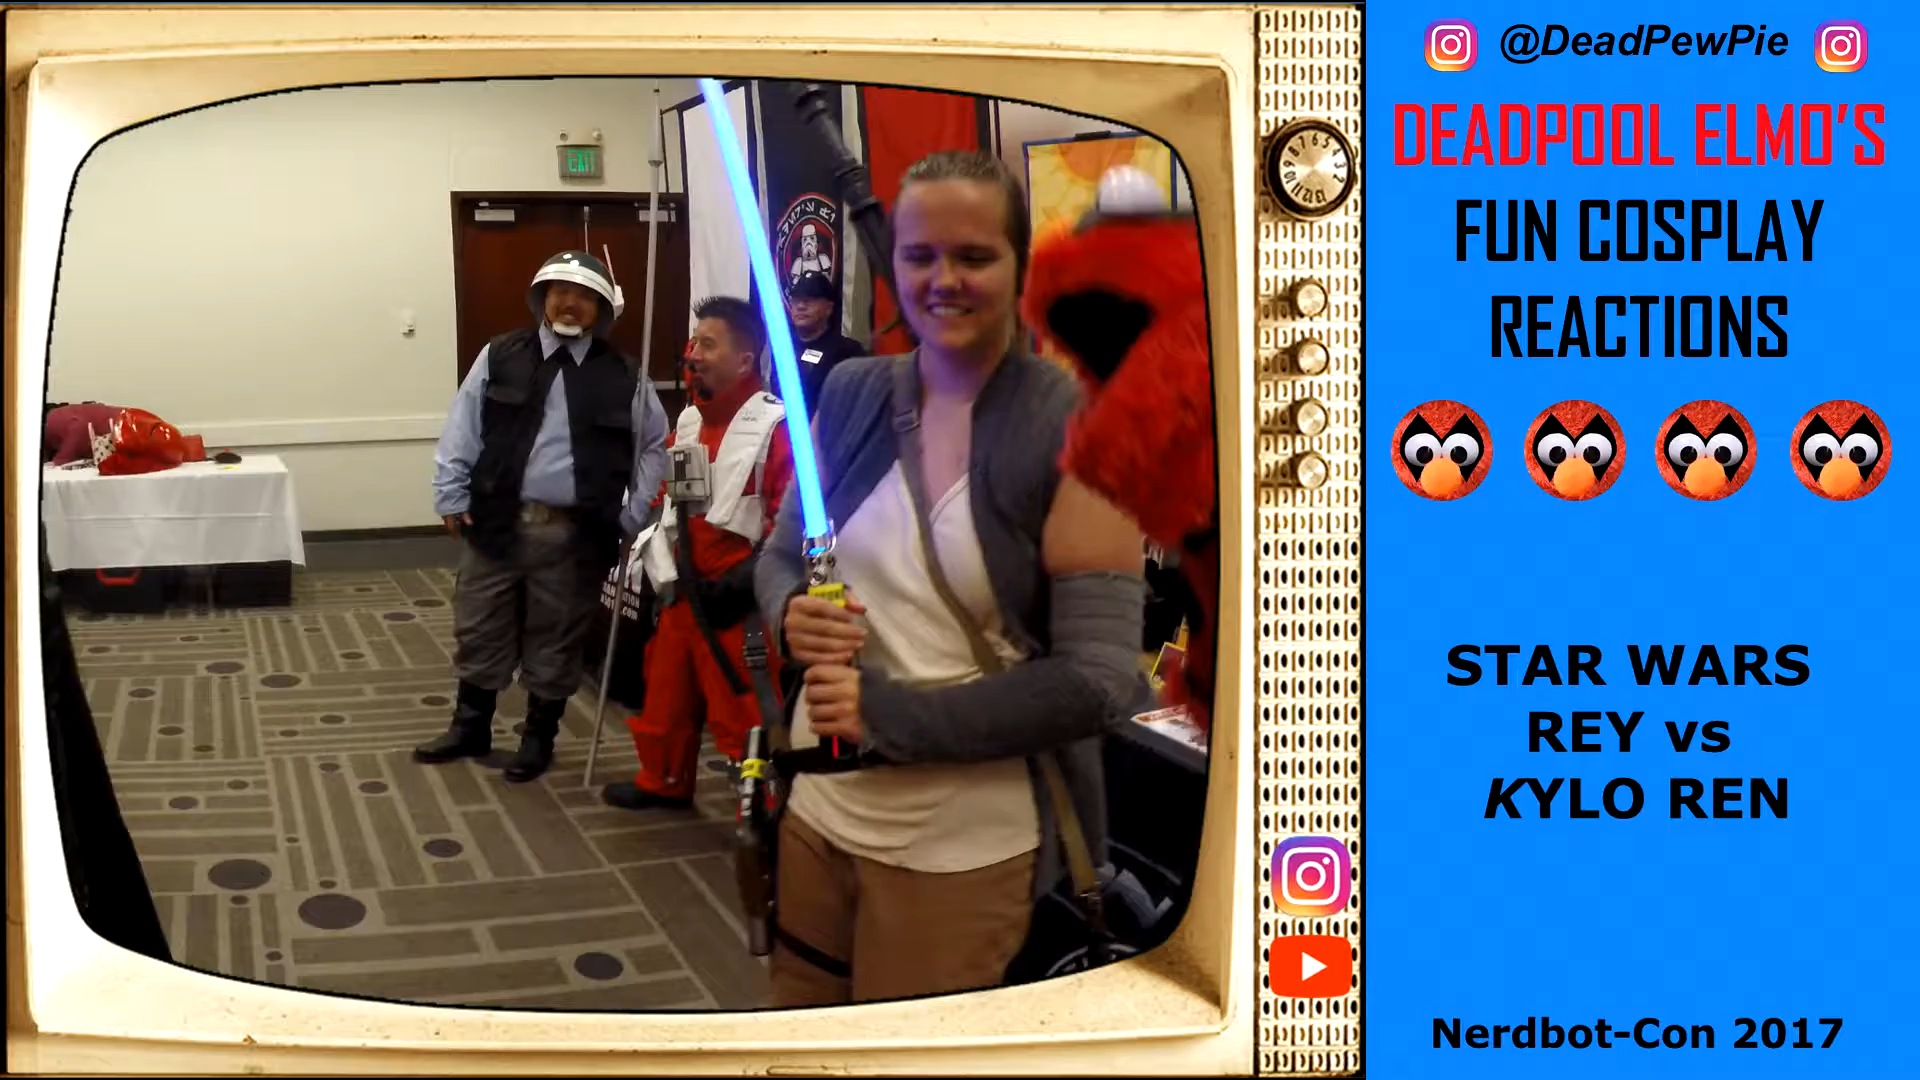 @DeadPewPie
DEADPOOL ELMO'S
FUN COSPLAY
REACTIONS
EXIT
STAR WARS
REY vs
KYLO REN
Nerdbot-Con 2017